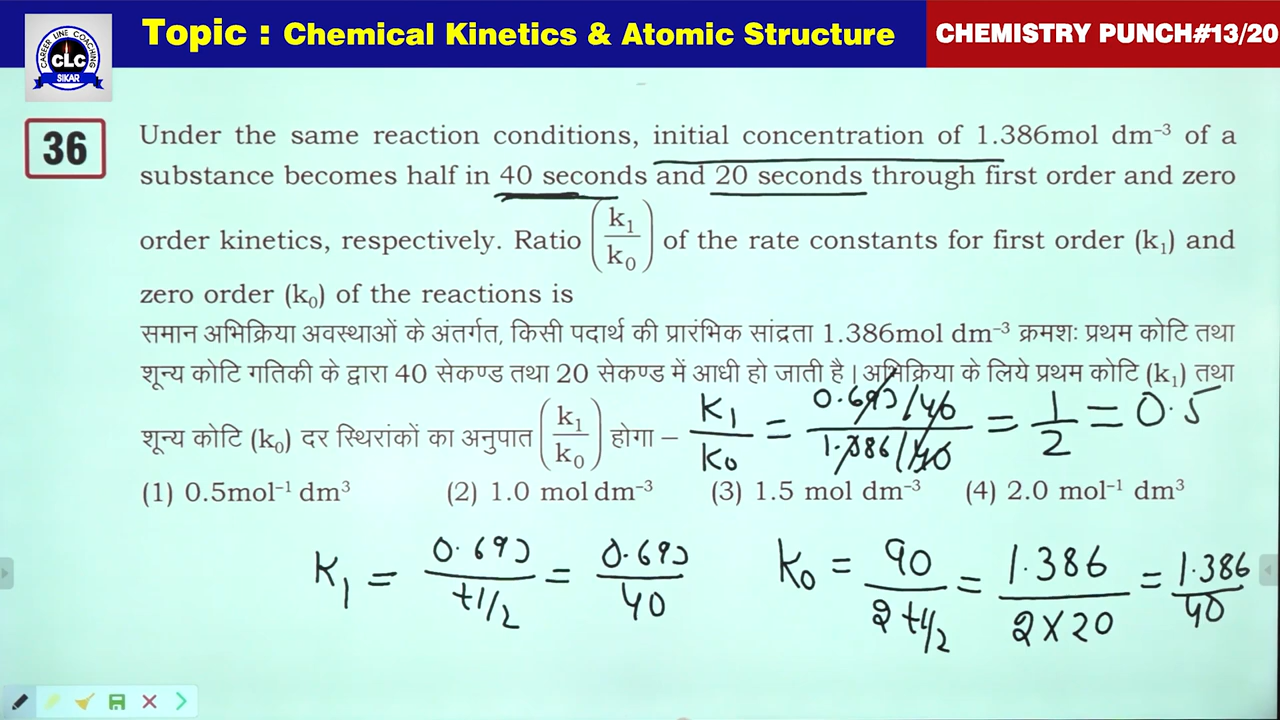 Topic : Chemical Kinetics & Atomic Structure
CHEMISTRY PUNCH#13/20
CAREER LINE COACHING
CLC
SIKAR
36
Under the same reaction conditions, initial concentration of 1.386mol dm⁻³ of a
substance becomes half in 40 seconds and 20 seconds through first order and zero
order kinetics, respectively. Ratio (k₁/k₀) of the rate constants for first order (k₁) and
zero order (k₀) of the reactions is
समान अभिक्रिया अवस्थाओं के अंतर्गत, किसी पदार्थ की प्रारंभिक सांद्रता 1.386mol dm⁻³ क्रमशः प्रथम कोटि तथा
शून्य कोटि गतिकी के द्वारा 40 सेकण्ड तथा 20 सेकण्ड में आधी हो जाती है। अभिक्रिया के लिये प्रथम कोटि (k₁) तथा
शून्य कोटि (k₀) दर स्थिरांकों का अनुपात (k₁/k₀) होगा –
K₁/K₀ = (0.693/40)/(1.386/40) = 1/2 = 0.5
(1) 0.5mol⁻¹ dm³ (2) 1.0 mol dm⁻³ (3) 1.5 mol dm⁻³ (4) 2.0 mol⁻¹ dm³
K₁ = 0.693/t1/2 = 0.693/40 K₀ = a0/2 t1/2 = 1.386/2×20 = 1.386/40